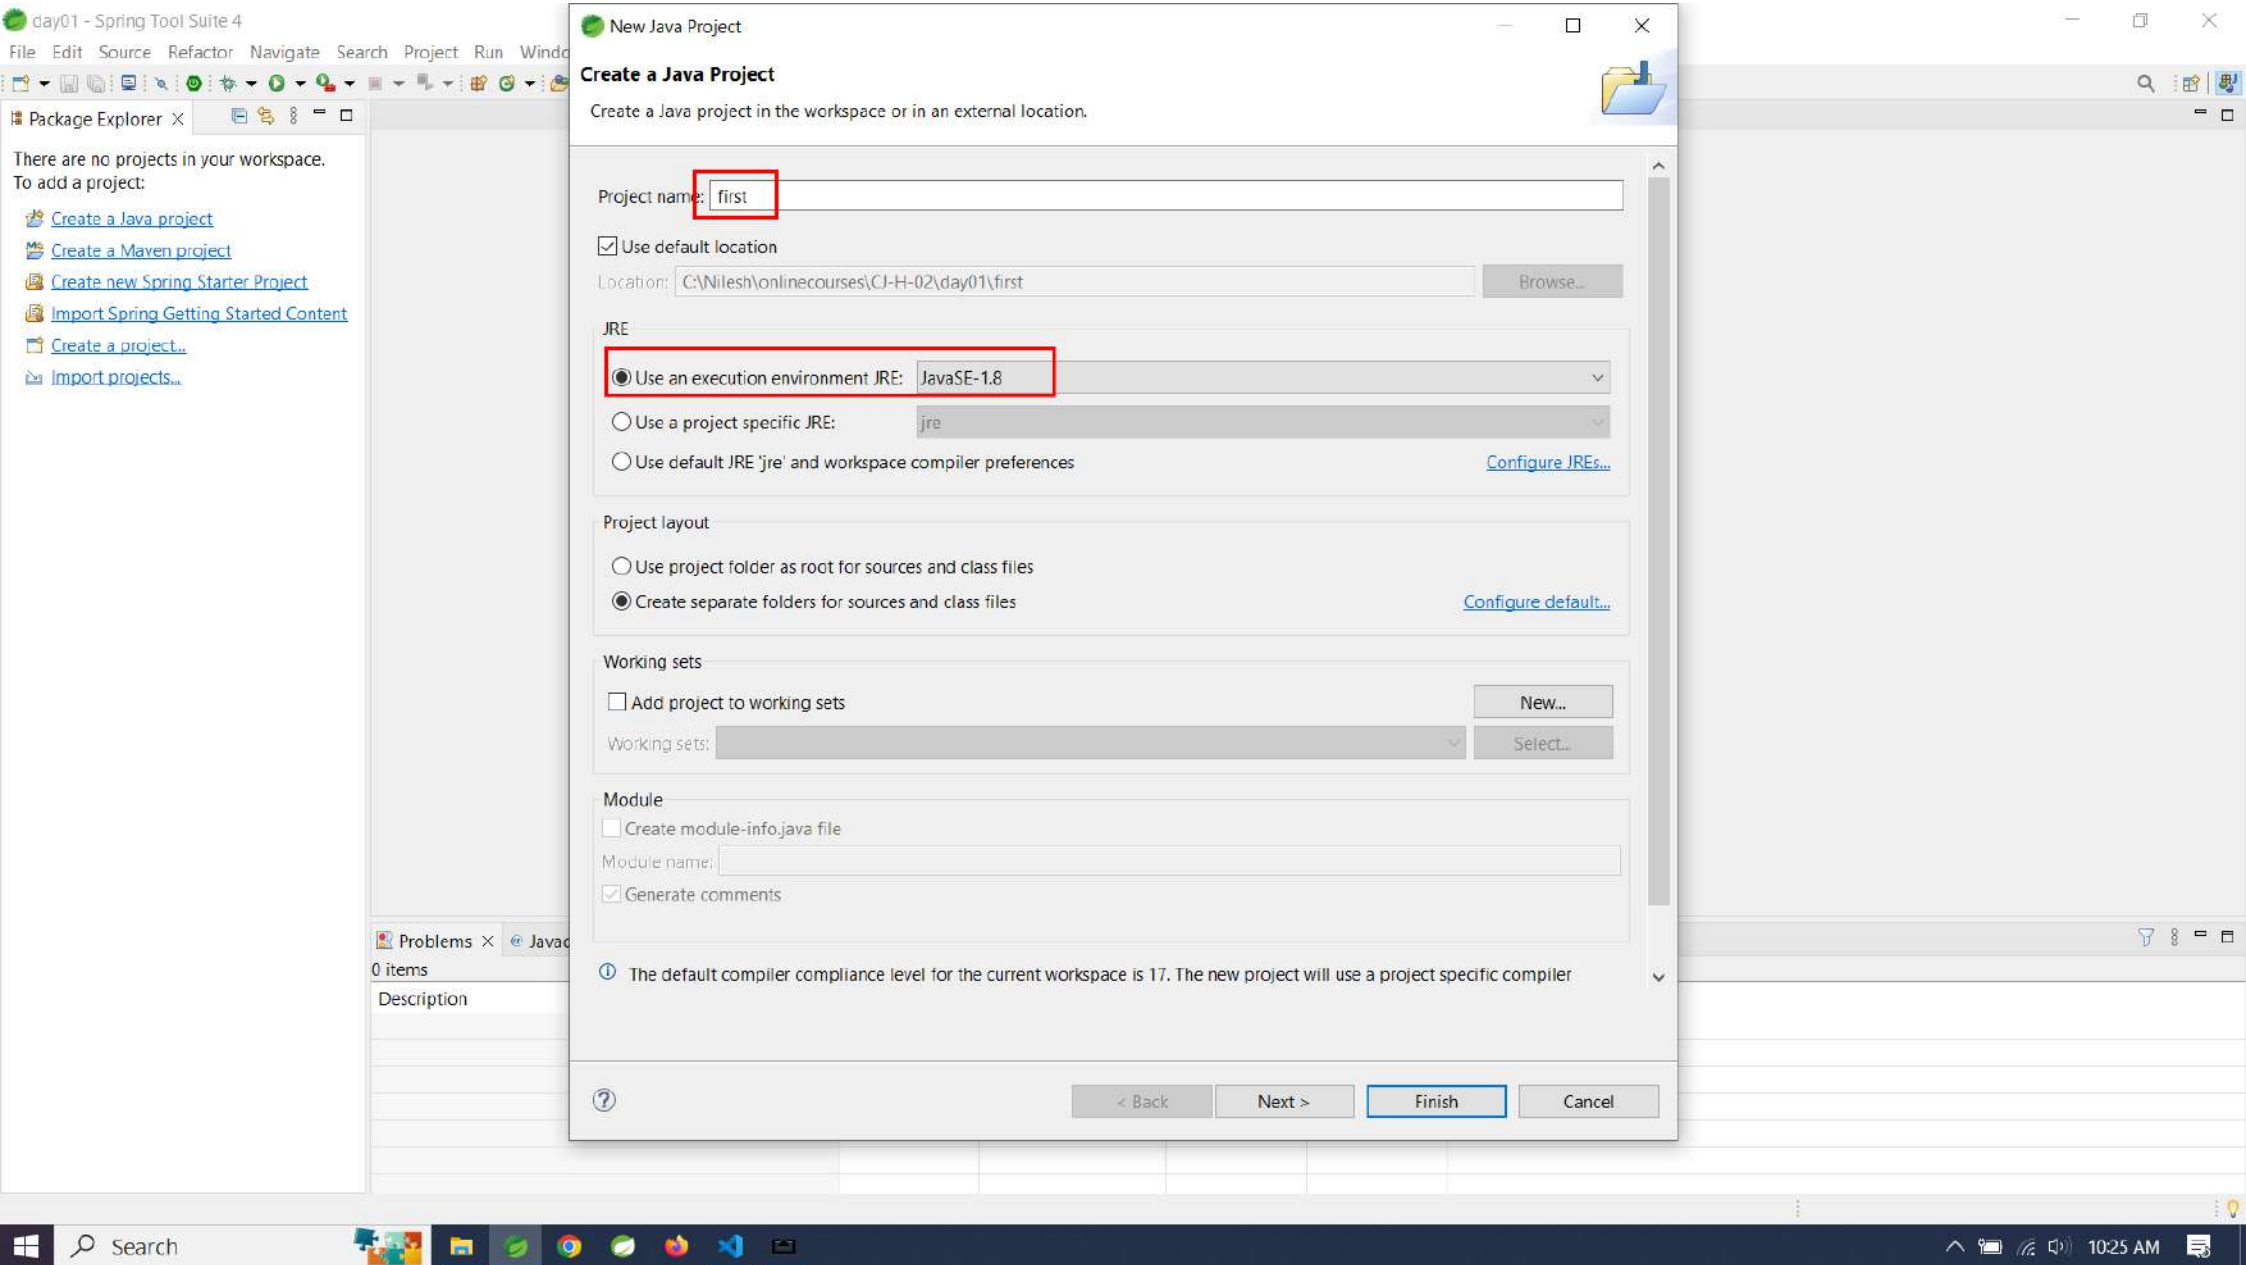 day01 - Spring Tool Suite 4
File Edit Source Refactor Navigate Search Project Run Windo
Package Explorer
There are no projects in your workspace.
To add a project:
Create a Java project
Create a Maven project
Create new Spring Starter Project
Import Spring Getting Started Content
Create a project...
Import projects...
New Java Project
Create a Java Project
Create a Java project in the workspace or in an external location.
Project name: first
Use default location
Location: C:\Nilesh\onlinecourses\CJ-H-02\day01\first Browse...
JRE
Use an execution environment JRE: JavaSE-1.8
Use a project specific JRE: jre
Use default JRE 'jre' and workspace compiler preferences Configure JREs...
Project layout
Use project folder as root for sources and class files
Create separate folders for sources and class files Configure default...
Working sets
Add project to working sets New...
Working sets: Select...
Module
Create module-info.java file
Module name:
Generate comments
The default compiler compliance level for the current workspace is 17. The new project will use a project specific compiler
< Back Next > Finish Cancel
Problems Javad
0 items
Description
Search 10:25 AM